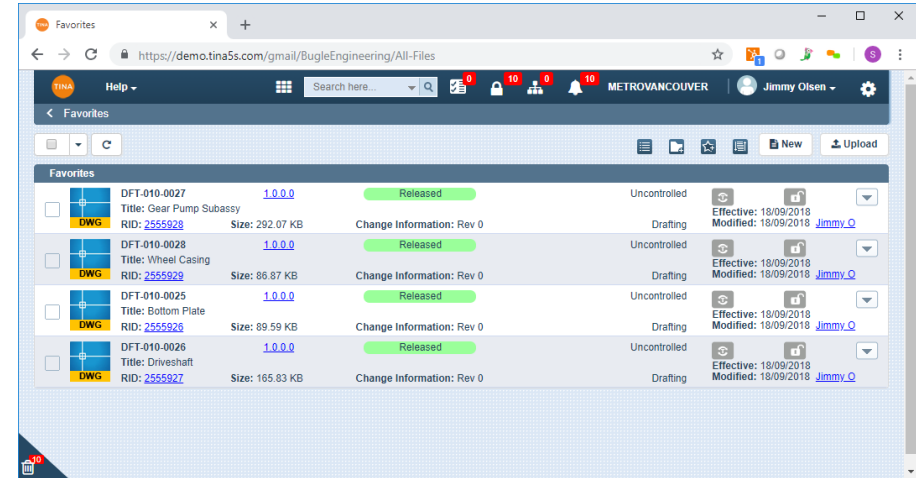 TINA Favorites
https://demo.tina5s.com/gmail/BugleEngineering/All-Files 1 S
TINA Help Search here... 0 10 0 10 METROVANCOUVER Jimmy Olsen
Favorites
New Upload
Favorites
DFT-010-0027 1.0.0.0 Released Uncontrolled
Title: Gear Pump Subassy Effective: 18/09/2018
DWG RID: 2555928 Size: 292.07 KB Change Information: Rev 0 Drafting Modified: 18/09/2018 Jimmy O
DFT-010-0028 1.0.0.0 Released Uncontrolled
Title: Wheel Casing Effective: 18/09/2018
DWG RID: 2555929 Size: 86.87 KB Change Information: Rev 0 Drafting Modified: 18/09/2018 Jimmy O
DFT-010-0025 1.0.0.0 Released Uncontrolled
Title: Bottom Plate Effective: 18/09/2018
DWG RID: 2555926 Size: 89.59 KB Change Information: Rev 0 Drafting Modified: 18/09/2018 Jimmy O
DFT-010-0026 1.0.0.0 Released Uncontrolled
Title: Driveshaft Effective: 18/09/2018
DWG RID: 2555927 Size: 165.83 KB Change Information: Rev 0 Drafting Modified: 18/09/2018 Jimmy O
10